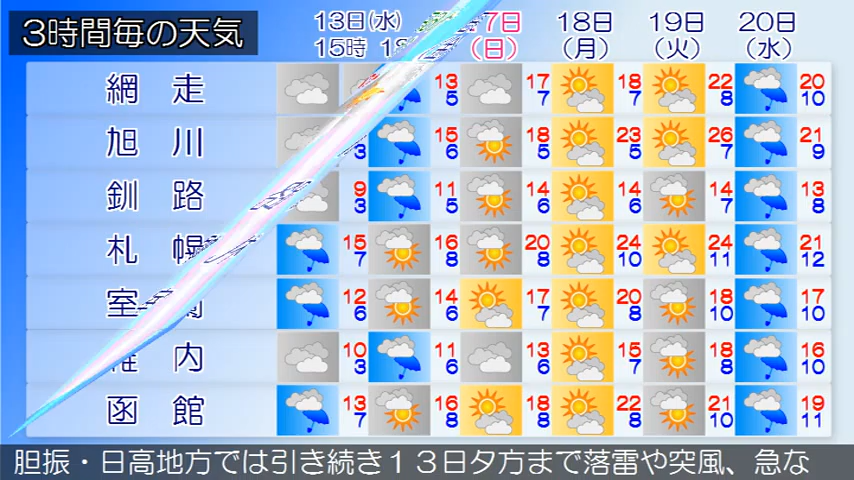 3時間毎の天気
13日(水) 7日 18日 19日 20日
15時 18 (日) (月) (火) (水)
網走 13 5 17 7 18 7 22 8 20 10
旭川 3 15 6 18 5 23 5 26 7 21 9
釧路 9 3 11 5 14 6 14 6 14 7 13 8
札幌 15 7 16 8 20 8 24 10 24 11 21 12
室蘭 12 6 14 6 17 7 20 8 18 10 17 10
稚内 10 3 11 6 13 6 15 7 18 8 16 10
函館 13 7 16 8 18 8 22 8 21 10 19 11
胆振・日高地方では引き続き１３日夕方まで落雷や突風、急な